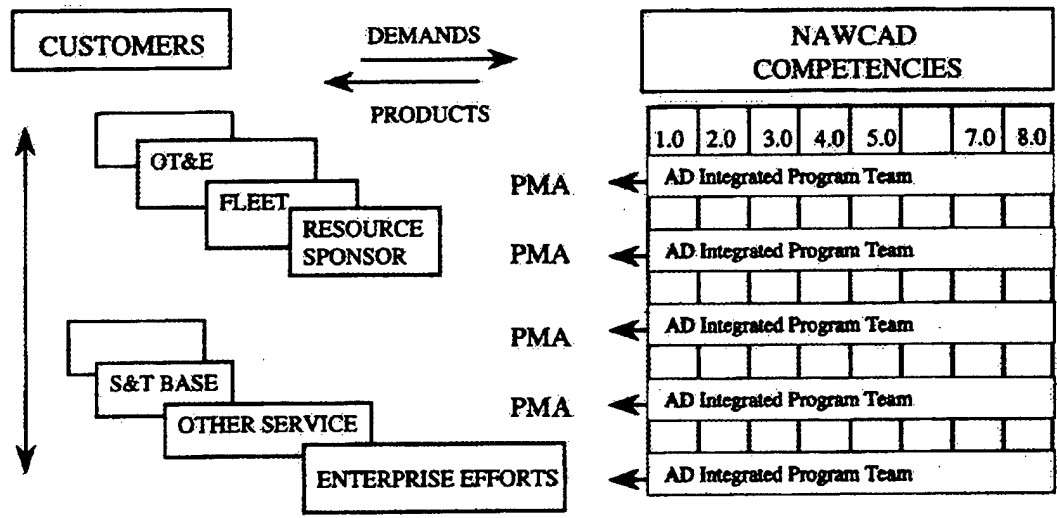 CUSTOMERS
DEMANDS
PRODUCTS
NAWCAD
COMPETENCIES
1.0 2.0 3.0 4.0 5.0 7.0 8.0
OT&E
FLEET
RESOURCE
SPONSOR
PMA
AD Integrated Program Team
PMA
AD Integrated Program Team
PMA
AD Integrated Program Team
S&T BASE
OTHER SERVICE
ENTERPRISE EFFORTS
PMA
AD Integrated Program Team
AD Integrated Program Team